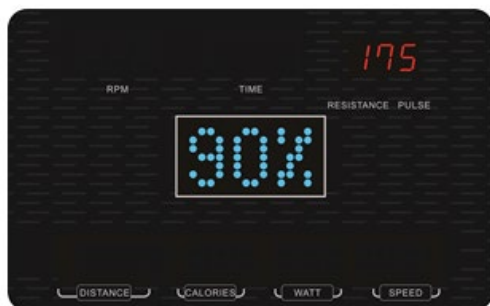 175
RPM TIME
RESISTANCE PULSE
90%
DISTANCE CALORIES WATT SPEED